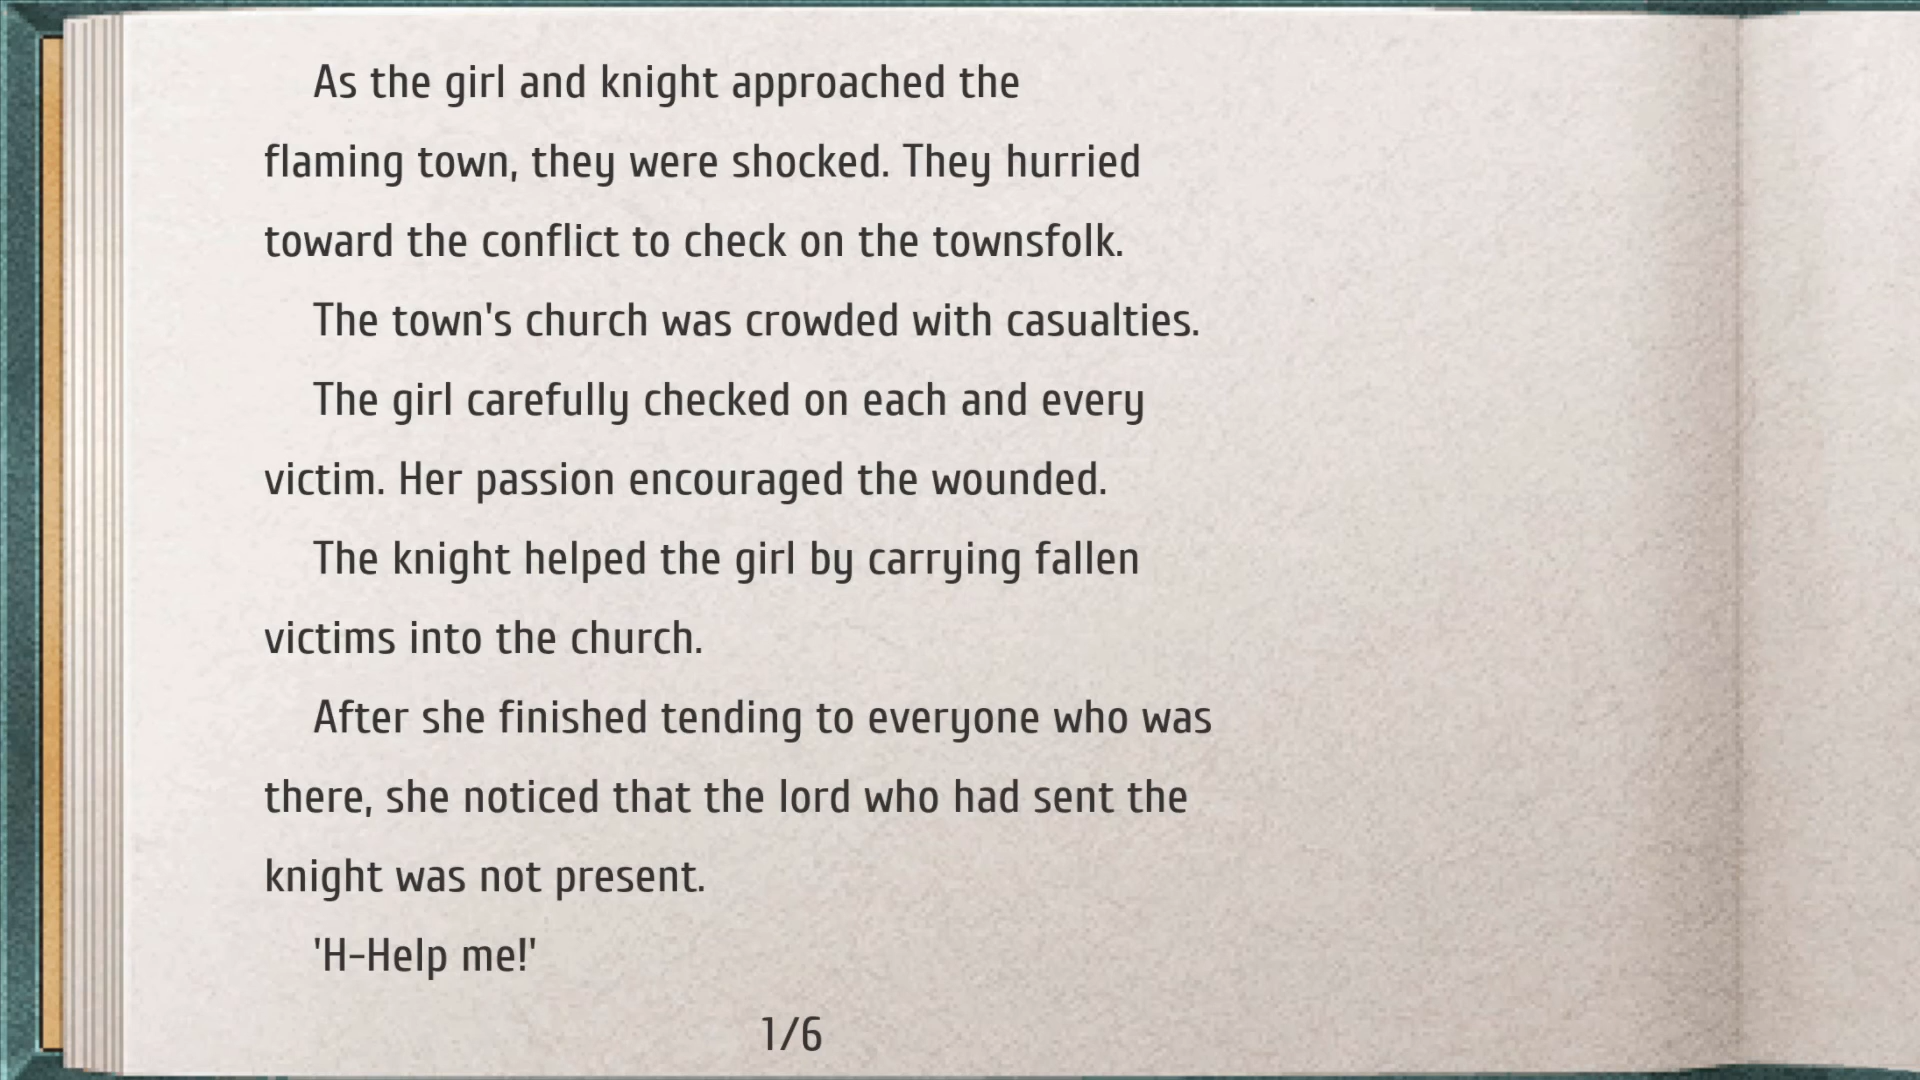 As the girl and knight approached the
flaming town, they were shocked. They hurried
toward the conflict to check on the townsfolk.
The town's church was crowded with casualties.
The girl carefully checked on each and every
victim. Her passion encouraged the wounded.
The knight helped the girl by carrying fallen
victims into the church.
After she finished tending to everyone who was
there, she noticed that the lord who had sent the
knight was not present.
'H-Help me!'
1/6